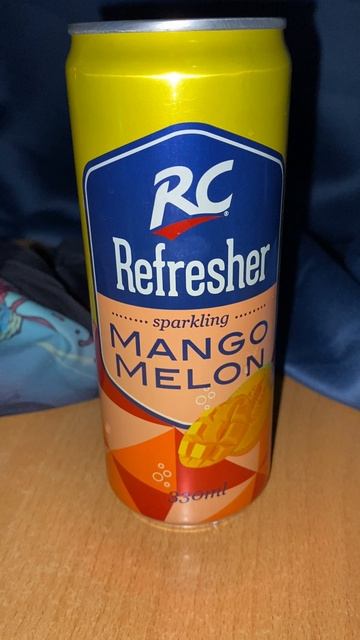 RC
Refresher
sparkling
MANGO
MELON
330ml